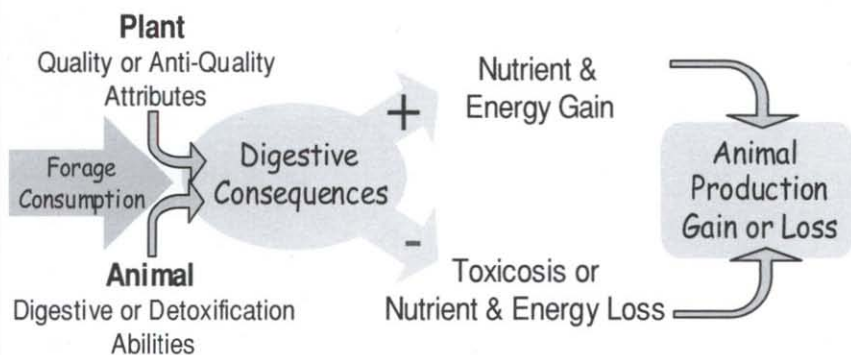 Plant
Quality or Anti-Quality
Attributes
Forage
Consumption
Animal
Digestive or Detoxification
Abilities
Digestive
Consequences
+
-
Nutrient &
Energy Gain
Toxicosis or
Nutrient & Energy Loss
Animal
Production
Gain or Loss